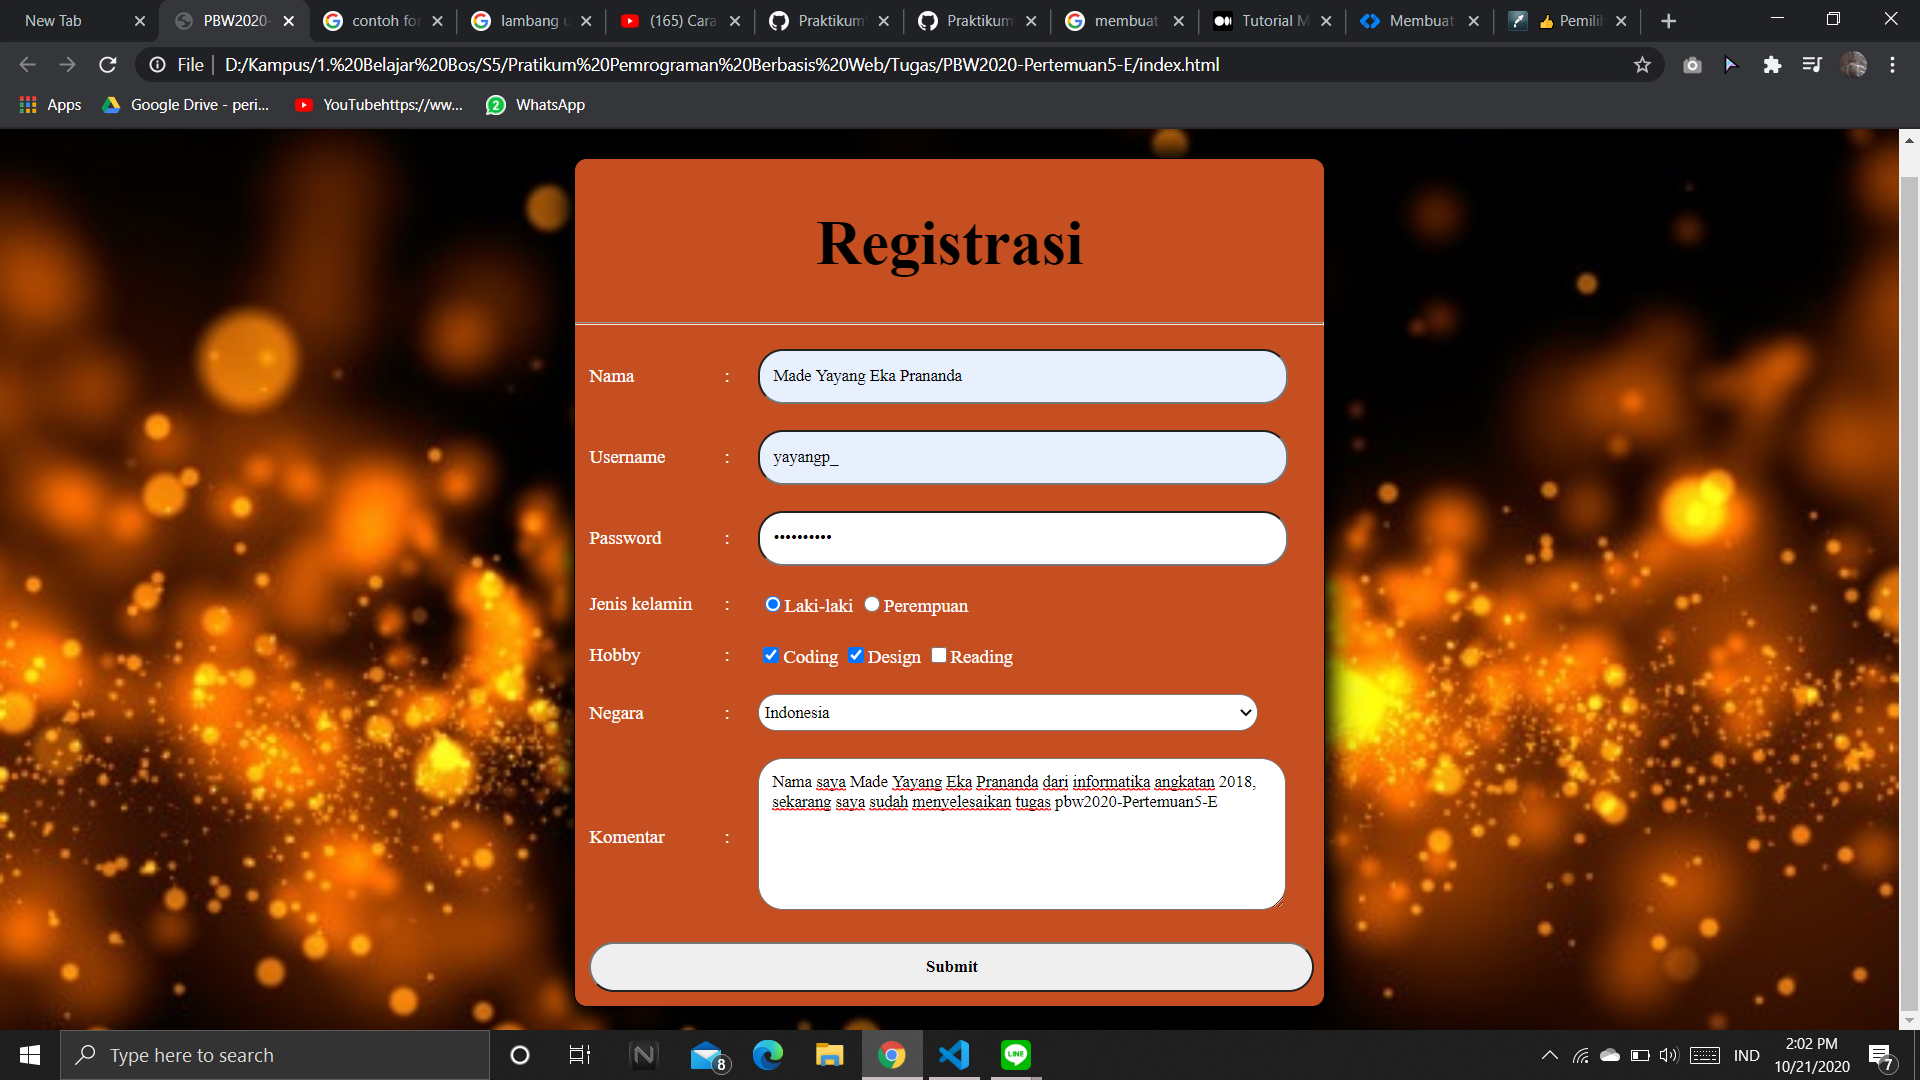 New Tab
PBW2020-
contoh fo
lambang u
(165) Cara
Praktikum
Praktikum
membuat
Tutorial M
Membuat
👍 Pemili
File
D:/Kampus/1.%20Belajar%20Bos/S5/Pratikum%20Pemrograman%20Berbasis%20Web/Tugas/PBW2020-Pertemuan5-E/index.html
Apps
Google Drive - peri...
YouTubehttps://ww...
2
WhatsApp
Registrasi
Nama : Made Yayang Eka Prananda
Username : yayangp_
Password : ••••••••••
Jenis kelamin : Laki-laki Perempuan
Hobby : Coding Design Reading
Negara : Indonesia
Komentar :
Nama saya Made Yayang Eka Prananda dari informatika angkatan 2018,
sekarang saya sudah menyelesaikan tugas pbw2020-Pertemuan5-E
Submit
Type here to search
N
8
LINE
IND
2:02 PM
10/21/2020
7